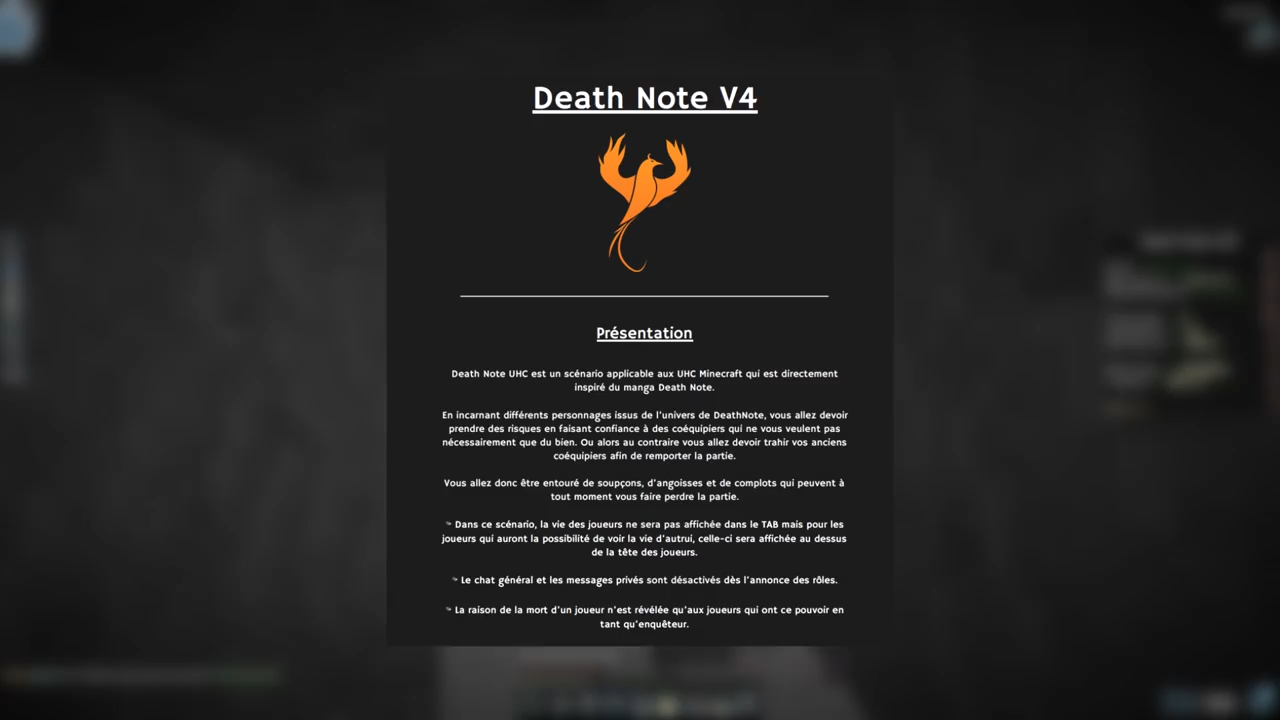 Death Note V4
Présentation
Death Note UHC est un scénario applicable aux UHC Minecraft qui est directement
inspiré du manga Death Note.
En incarnant différents personnages issus de l'univers de DeathNote, vous allez devoir
prendre des risques en faisant confiance à des coéquipiers qui ne vous veulent pas
nécessairement que du bien. Ou alors au contraire vous allez devoir trahir vos anciens
coéquipiers afin de remporter la partie.
Vous allez donc être entouré de soupçons, d'angoisses et de complots qui peuvent à
tout moment vous faire perdre la partie.
Dans ce scénario, la vie des joueurs ne sera pas affichée dans le TAB mais pour les
joueurs qui auront la possibilité de voir la vie d'autrui, celle-ci sera affichée au dessus
de la tête des joueurs.
Le chat général et les messages privés sont désactivés dès l'annonce des rôles.
La raison de la mort d'un joueur n'est révélée qu'aux joueurs qui ont ce pouvoir en
tant qu'enquêteur.